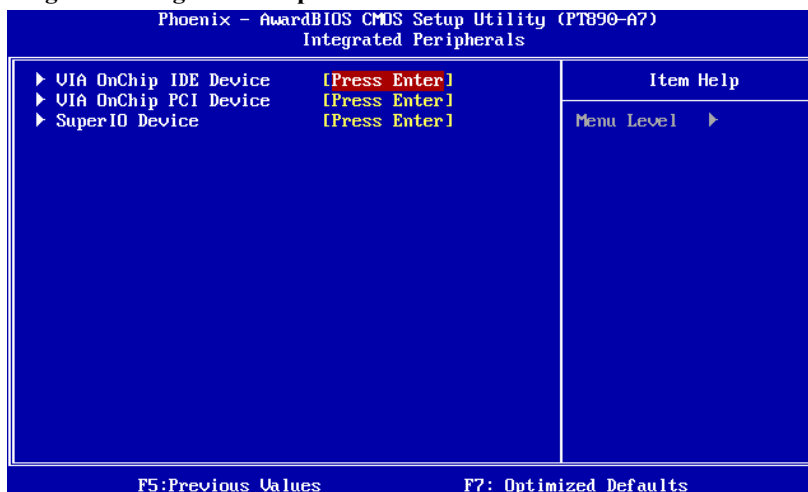 Phoenix - AwardBIOS CMOS Setup Utility (PT890-A7)
Integrated Peripherals
▶ VIA OnChip IDE Device [Press Enter]
▶ VIA OnChip PCI Device [Press Enter]
▶ SuperIO Device [Press Enter]
Item Help
Menu Level ▶
F5:Previous Values F7: Optimized Defaults